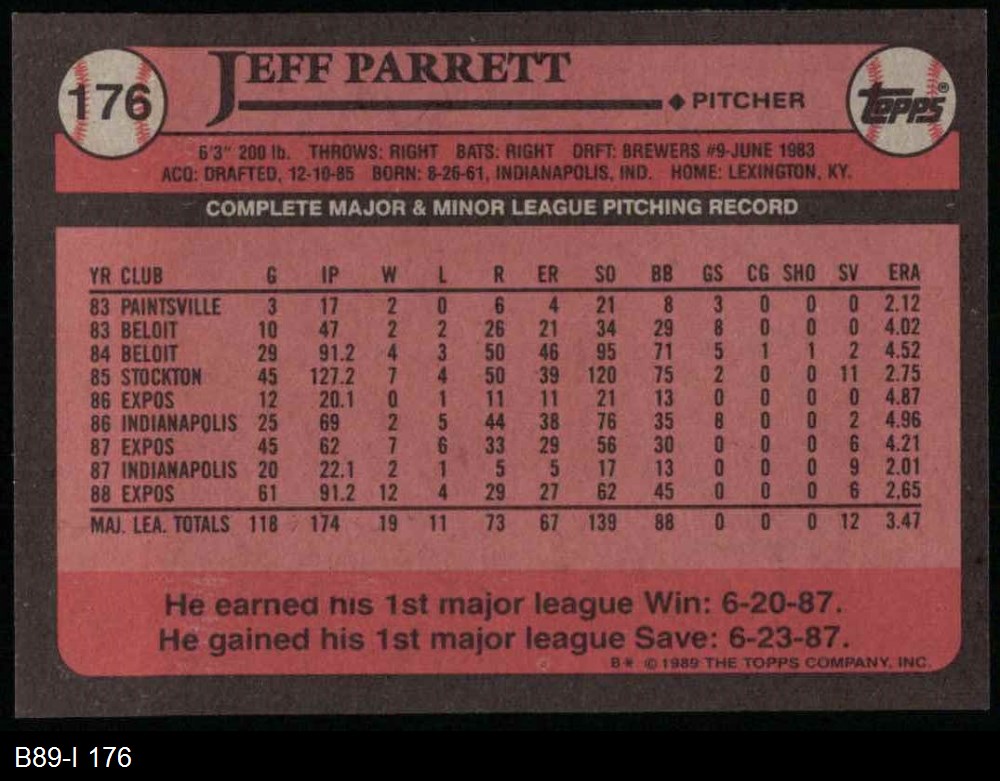 176
JEFF PARRETT
◆ PITCHER
Topps®
6'3" 200 lb. THROWS: RIGHT BATS: RIGHT DRFT: BREWERS #9-JUNE 1983
ACQ: DRAFTED, 12-10-85 BORN: 8-26-61, INDIANAPOLIS, IND. HOME: LEXINGTON, KY.
COMPLETE MAJOR & MINOR LEAGUE PITCHING RECORD
YR CLUB G IP W L R ER SO BB GS CG SHO SV ERA
83 PAINTSVILLE 3 17 2 0 6 4 21 8 3 0 0 0 2.12
83 BELOIT 10 47 2 2 26 21 34 29 8 0 0 0 4.02
84 BELOIT 29 91.2 4 3 50 46 95 71 5 1 1 2 4.52
85 STOCKTON 45 127.2 7 4 50 39 120 75 2 0 0 11 2.75
86 EXPOS 12 20.1 0 1 11 11 21 13 0 0 0 0 4.87
86 INDIANAPOLIS 25 69 2 5 44 38 76 35 8 0 0 2 4.96
87 EXPOS 45 62 7 6 33 29 56 30 0 0 0 6 4.21
87 INDIANAPOLIS 20 22.1 2 1 5 5 17 13 0 0 0 9 2.01
88 EXPOS 61 91.2 12 4 29 27 62 45 0 0 0 6 2.65
MAJ. LEA. TOTALS 118 174 19 11 73 67 139 88 0 0 0 12 3.47
He earned his 1st major league Win: 6-20-87.
He gained his 1st major league Save: 6-23-87.
B* © 1989 THE TOPPS COMPANY, INC.
B89-I 176